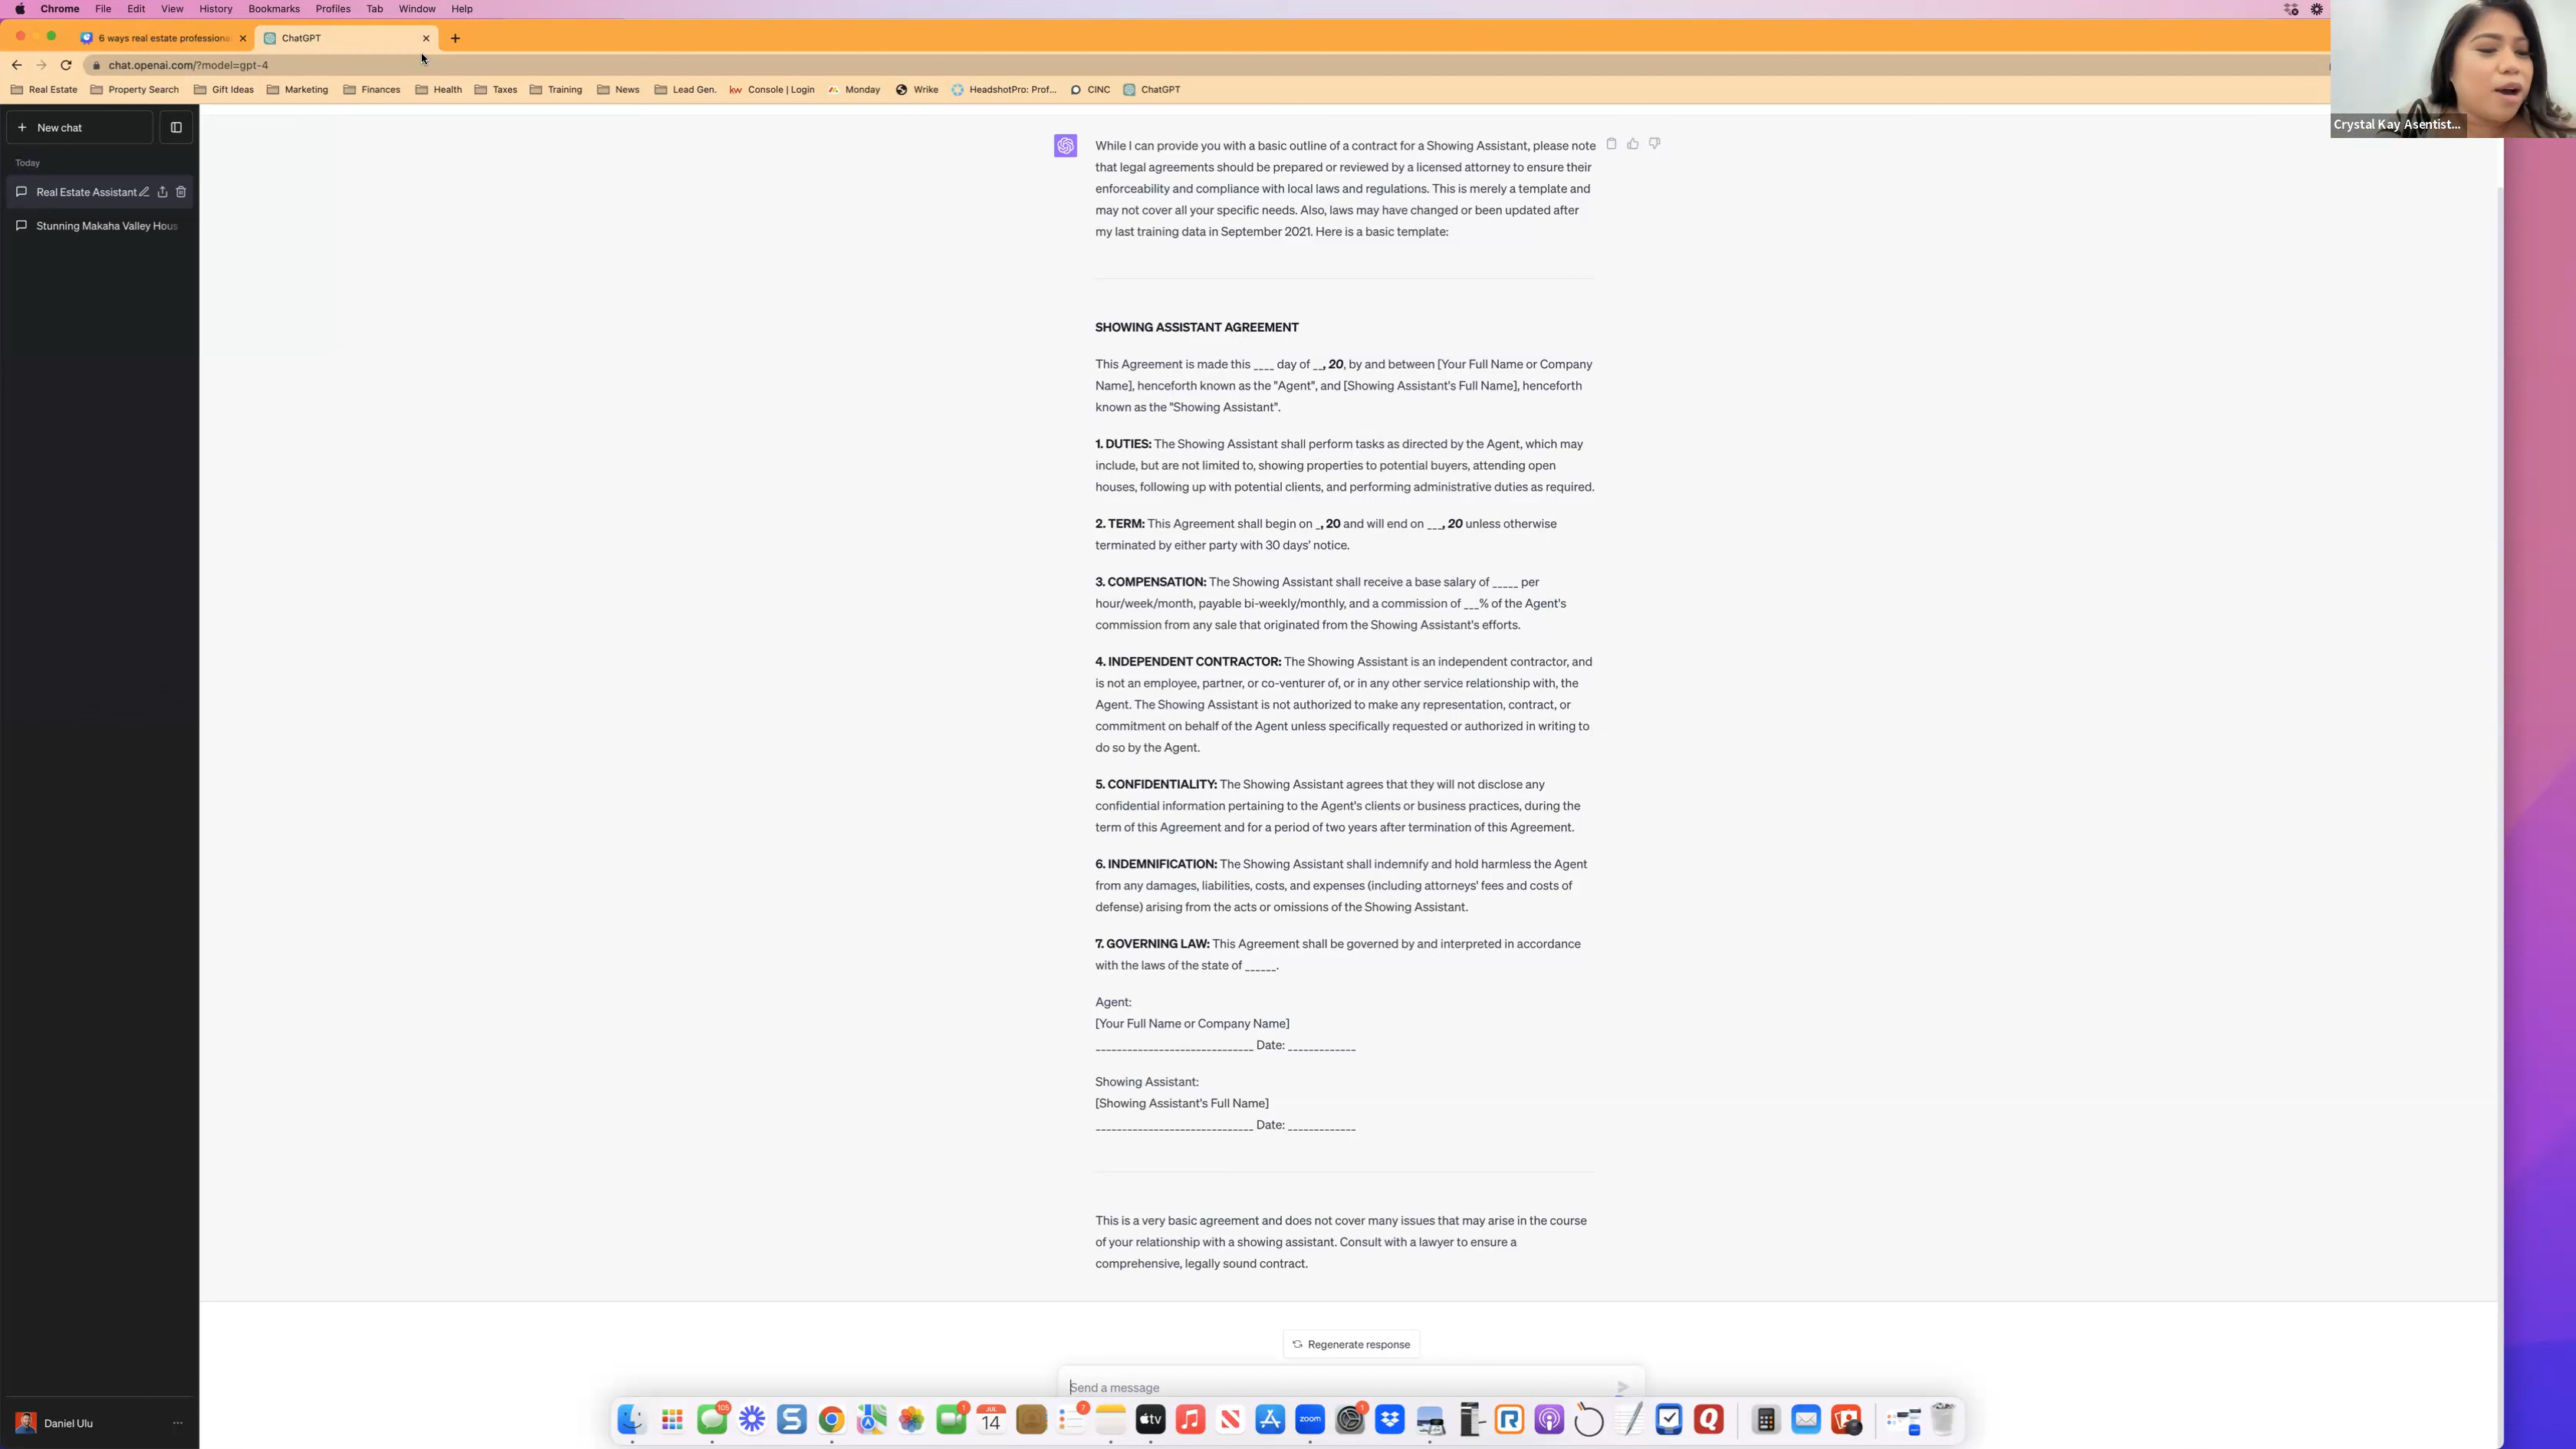 Chrome File Edit View History Bookmarks Profiles Tab Window Help
6 ways real estate professiona
ChatGPT
chat.openai.com/?model=gpt-4
Real Estate Property Search Gift Ideas Marketing Finances Health Taxes Training News Lead Gen. kw Console | Login Monday Wrike HeadshotPro: Prof... CINC ChatGPT
Crystal Kay Asentist...
New chat
Today
Real Estate Assistant
Stunning Makaha Valley Hous
While I can provide you with a basic outline of a contract for a Showing Assistant, please note
that legal agreements should be prepared or reviewed by a licensed attorney to ensure their
enforceability and compliance with local laws and regulations. This is merely a template and
may not cover all your specific needs. Also, laws may have changed or been updated after
my last training data in September 2021. Here is a basic template:
SHOWING ASSISTANT AGREEMENT
This Agreement is made this ____ day of __, 20, by and between [Your Full Name or Company
Name], henceforth known as the "Agent", and [Showing Assistant's Full Name], henceforth
known as the "Showing Assistant".
1. DUTIES: The Showing Assistant shall perform tasks as directed by the Agent, which may
include, but are not limited to, showing properties to potential buyers, attending open
houses, following up with potential clients, and performing administrative duties as required.
2. TERM: This Agreement shall begin on _, 20 and will end on ___, 20 unless otherwise
terminated by either party with 30 days' notice.
3. COMPENSATION: The Showing Assistant shall receive a base salary of _____ per
hour/week/month, payable bi-weekly/monthly, and a commission of ___% of the Agent's
commission from any sale that originated from the Showing Assistant's efforts.
4. INDEPENDENT CONTRACTOR: The Showing Assistant is an independent contractor, and
is not an employee, partner, or co-venturer of, or in any other service relationship with, the
Agent. The Showing Assistant is not authorized to make any representation, contract, or
commitment on behalf of the Agent unless specifically requested or authorized in writing to
do so by the Agent.
5. CONFIDENTIALITY: The Showing Assistant agrees that they will not disclose any
confidential information pertaining to the Agent's clients or business practices, during the
term of this Agreement and for a period of two years after termination of this Agreement.
6. INDEMNIFICATION: The Showing Assistant shall indemnify and hold harmless the Agent
from any damages, liabilities, costs, and expenses (including attorneys' fees and costs of
defense) arising from the acts or omissions of the Showing Assistant.
7. GOVERNING LAW: This Agreement shall be governed by and interpreted in accordance
with the laws of the state of ______.
Agent:
[Your Full Name or Company Name]
______________________________ Date: _____________
Showing Assistant:
[Showing Assistant's Full Name]
______________________________ Date: _____________
This is a very basic agreement and does not cover many issues that may arise in the course
of your relationship with a showing assistant. Consult with a lawyer to ensure a
comprehensive, legally sound contract.
Regenerate response
Send a message
Daniel Ulu
105 1 JUL 14 7 tv zoom 1